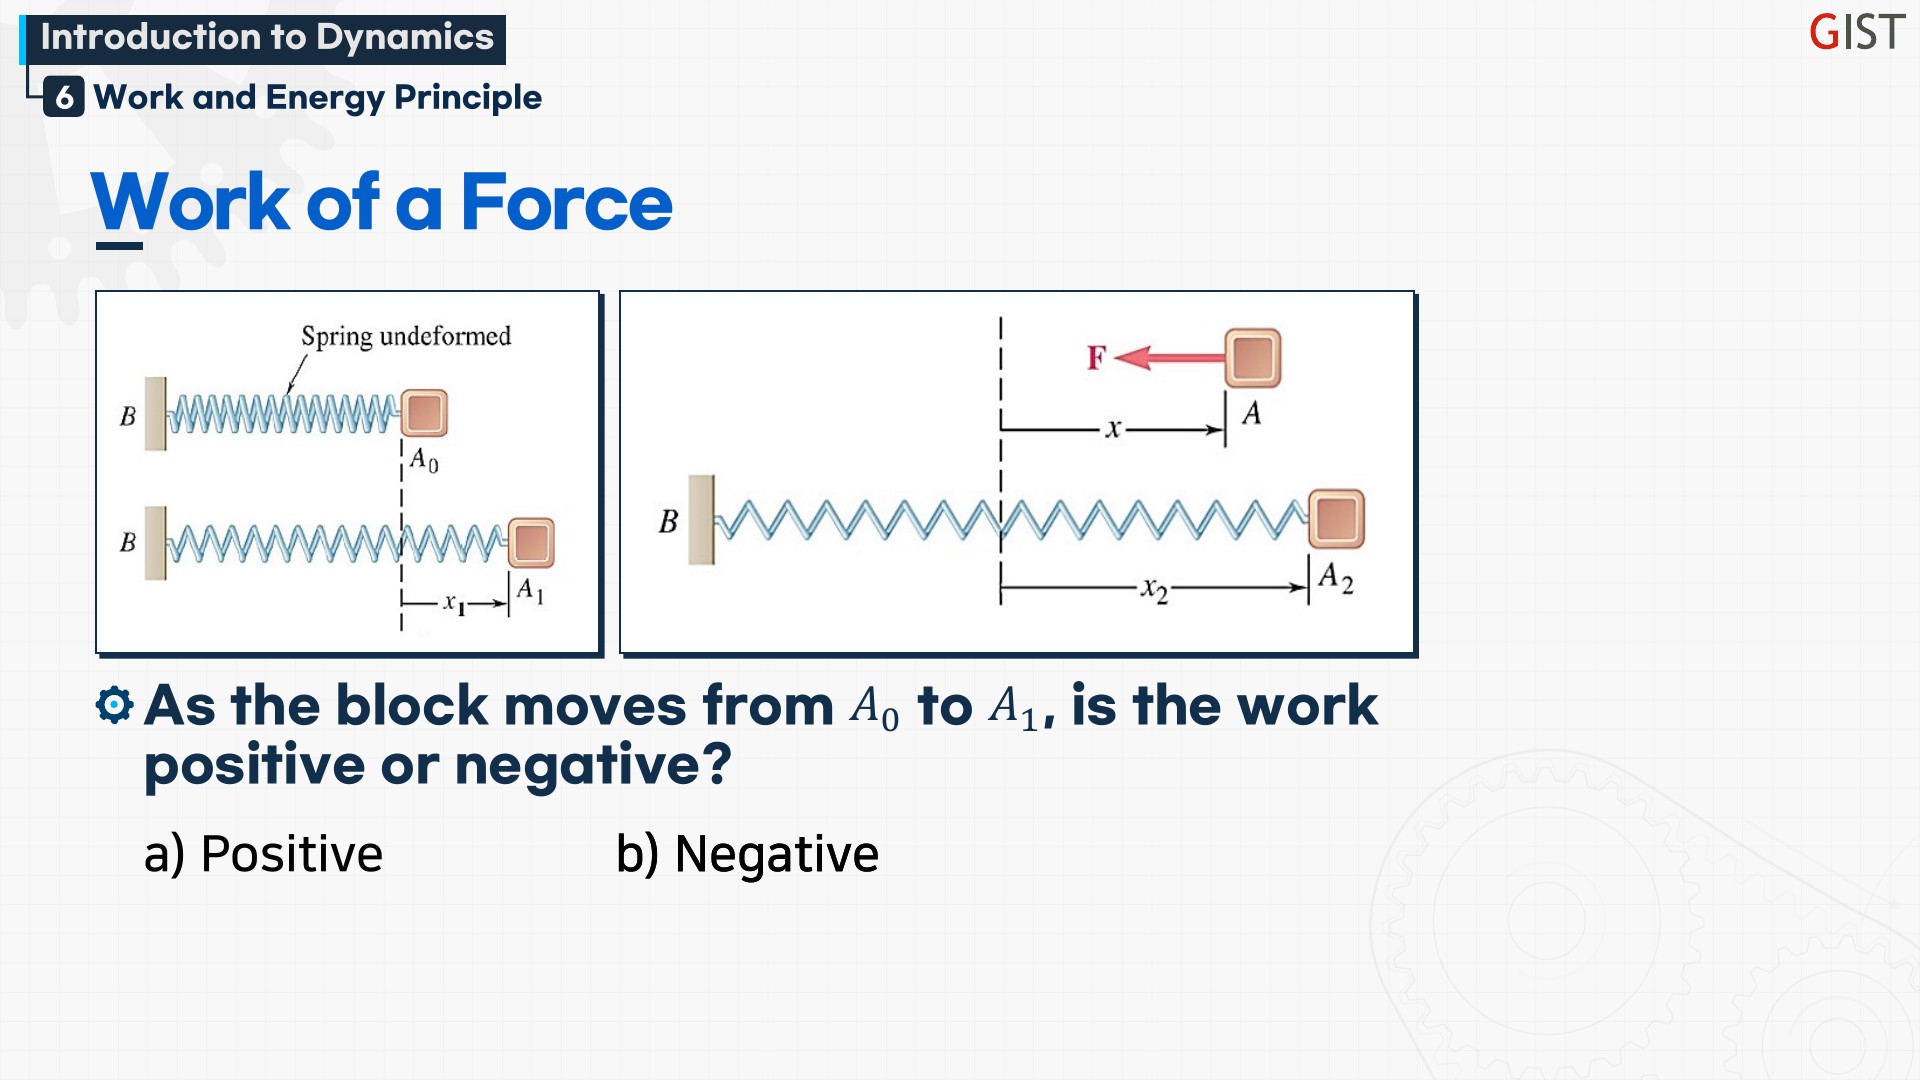 Introduction to Dynamics
GIST
6 Work and Energy Principle
Work of a Force
Spring undeformed
B
A₀
B
x₁
A₁
F
A
x
B
x₂
A₂
As the block moves from A₀ to A₁, is the work
positive or negative?
a) Positive b) Negative